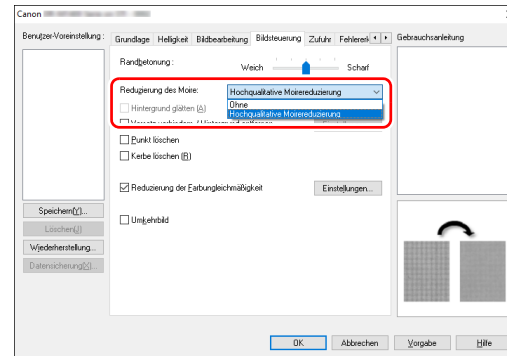 Canon
Benutzer-Voreinstellung :
Grundlage Helligkeit Bildbearbeitung Bildsteuerung Zufuhr
Gebrauchsanleitung
Randbetonung :
Weich Scharf
Reduzierung des Moire: Hochqualitative Moirereduzierung
Ohne
Hochqualitative Moirereduzierung
Hintergrund glätten (A)
Punkt löschen
Kerbe löschen (R)
Reduzierung der Farbungleichmäßigkeit Einstellungen...
Umkehrbild
Speichern(Y)...
Löschen(J)
Wiederherstellung...
Datensicherung(X)...
OK Abbrechen Vorgabe Hilfe